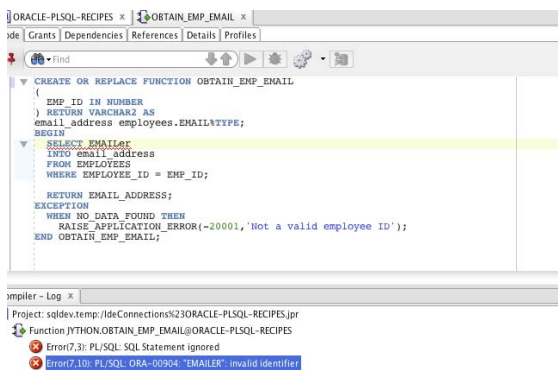 ORACLE-PLSQL-RECIPES x OBTAIN_EMP_EMAIL x
ode Grants Dependencies References Details Profiles
Find
CREATE OR REPLACE FUNCTION OBTAIN_EMP_EMAIL
(
EMP_ID IN NUMBER
) RETURN VARCHAR2 AS
email_address employees.EMAIL%TYPE;
BEGIN
SELECT EMAILer
INTO email_address
FROM EMPLOYEES
WHERE EMPLOYEE_ID = EMP_ID;
RETURN EMAIL_ADDRESS;
EXCEPTION
WHEN NO_DATA_FOUND THEN
RAISE_APPLICATION_ERROR(-20001,'Not a valid employee ID');
END OBTAIN_EMP_EMAIL;
ompiler - Log x
Project: sqldev.temp:/IdeConnections%23ORACLE-PLSQL-RECIPES.jpr
Function JYTHON.OBTAIN_EMP_EMAIL@ORACLE-PLSQL-RECIPES
Error(7,3): PL/SQL: SQL Statement ignored
Error(7,10): PL/SQL: ORA-00904: "EMAILER": invalid identifier